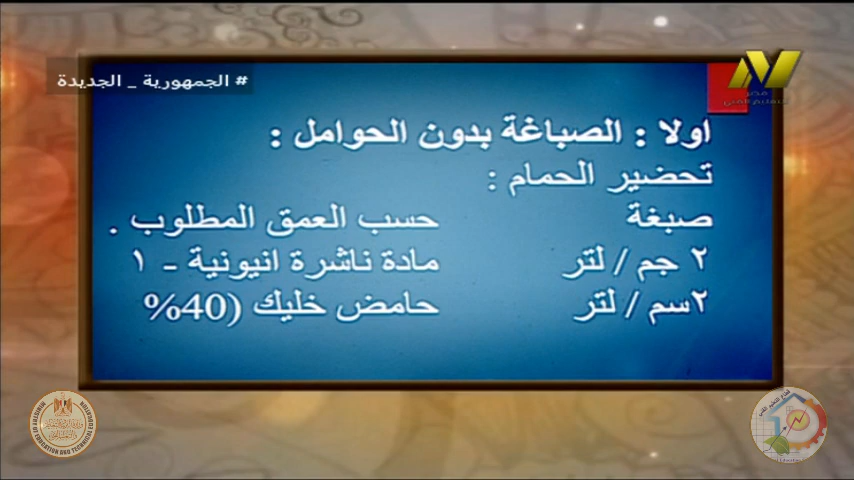 # الجمهورية _ الجديدة
اولا : الصباغة بدون الحوامل :
تحضير الحمام :
صبغة حسب العمق المطلوب .
٢ جم / لتر مادة ناشرة انيونية - ١
٢سم / لتر حامض خليك (40%